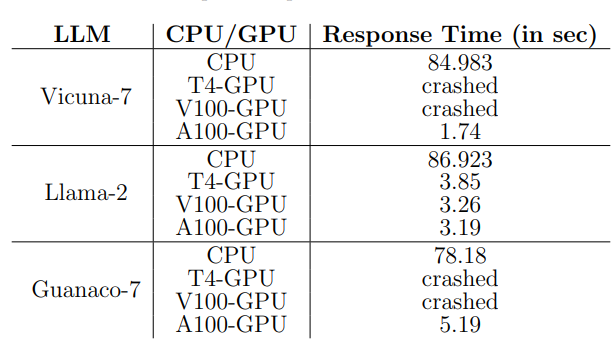 LLM CPU/GPU Response Time (in sec)
CPU 84.983
T4-GPU crashed
Vicuna-7
V100-GPU crashed
A100-GPU 1.74
CPU 86.923
T4-GPU 3.85
Llama-2
V100-GPU 3.26
A100-GPU 3.19
CPU 78.18
T4-GPU crashed
Guanaco-7
V100-GPU crashed
A100-GPU 5.19